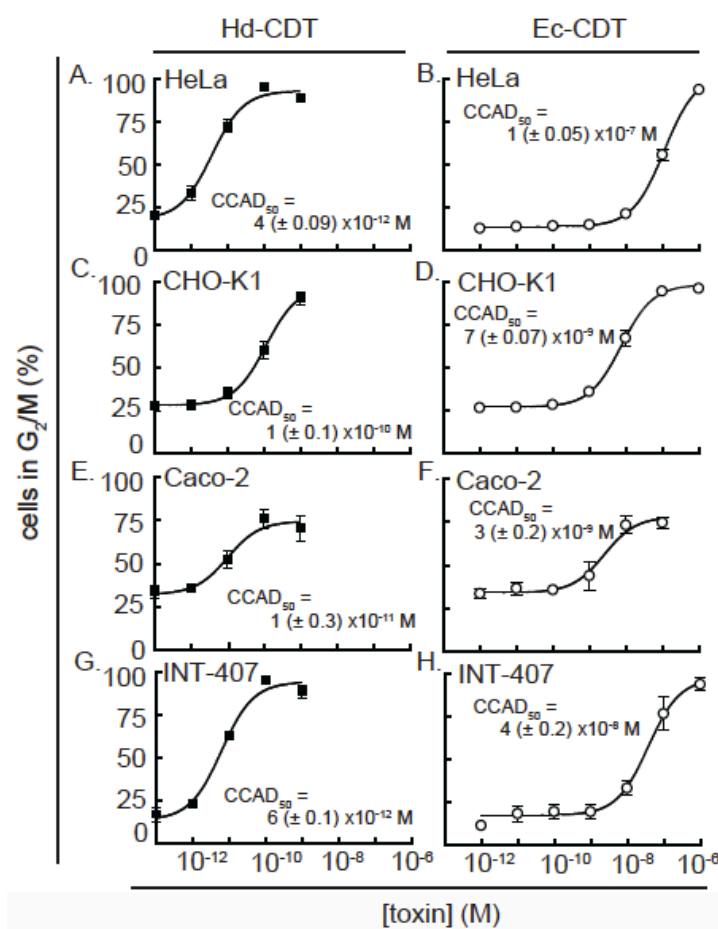 Hd-CDT Ec-CDT
A. HeLa
100
75
50
25
0
CCAD50 =
4 (± 0.09) x10-12 M
B. HeLa
CCAD50 =
1 (± 0.05) x10-7 M
C. CHO-K1
100
75
50
25
0
CCAD50 =
1 (± 0.1) x10-10 M
D. CHO-K1
CCAD50 =
7 (± 0.07) x10-9 M
E. Caco-2
100
75
50
25
0
CCAD50 =
1 (± 0.3) x10-11 M
F. Caco-2
CCAD50 =
3 (± 0.2) x10-9 M
G. INT-407
100
75
50
25
0
CCAD50 =
6 (± 0.1) x10-12 M
H. INT-407
CCAD50 =
4 (± 0.2) x10-8 M
cells in G2/M (%)
10-12 10-10 10-8 10-6 10-12 10-10 10-8 10-6
[toxin] (M)